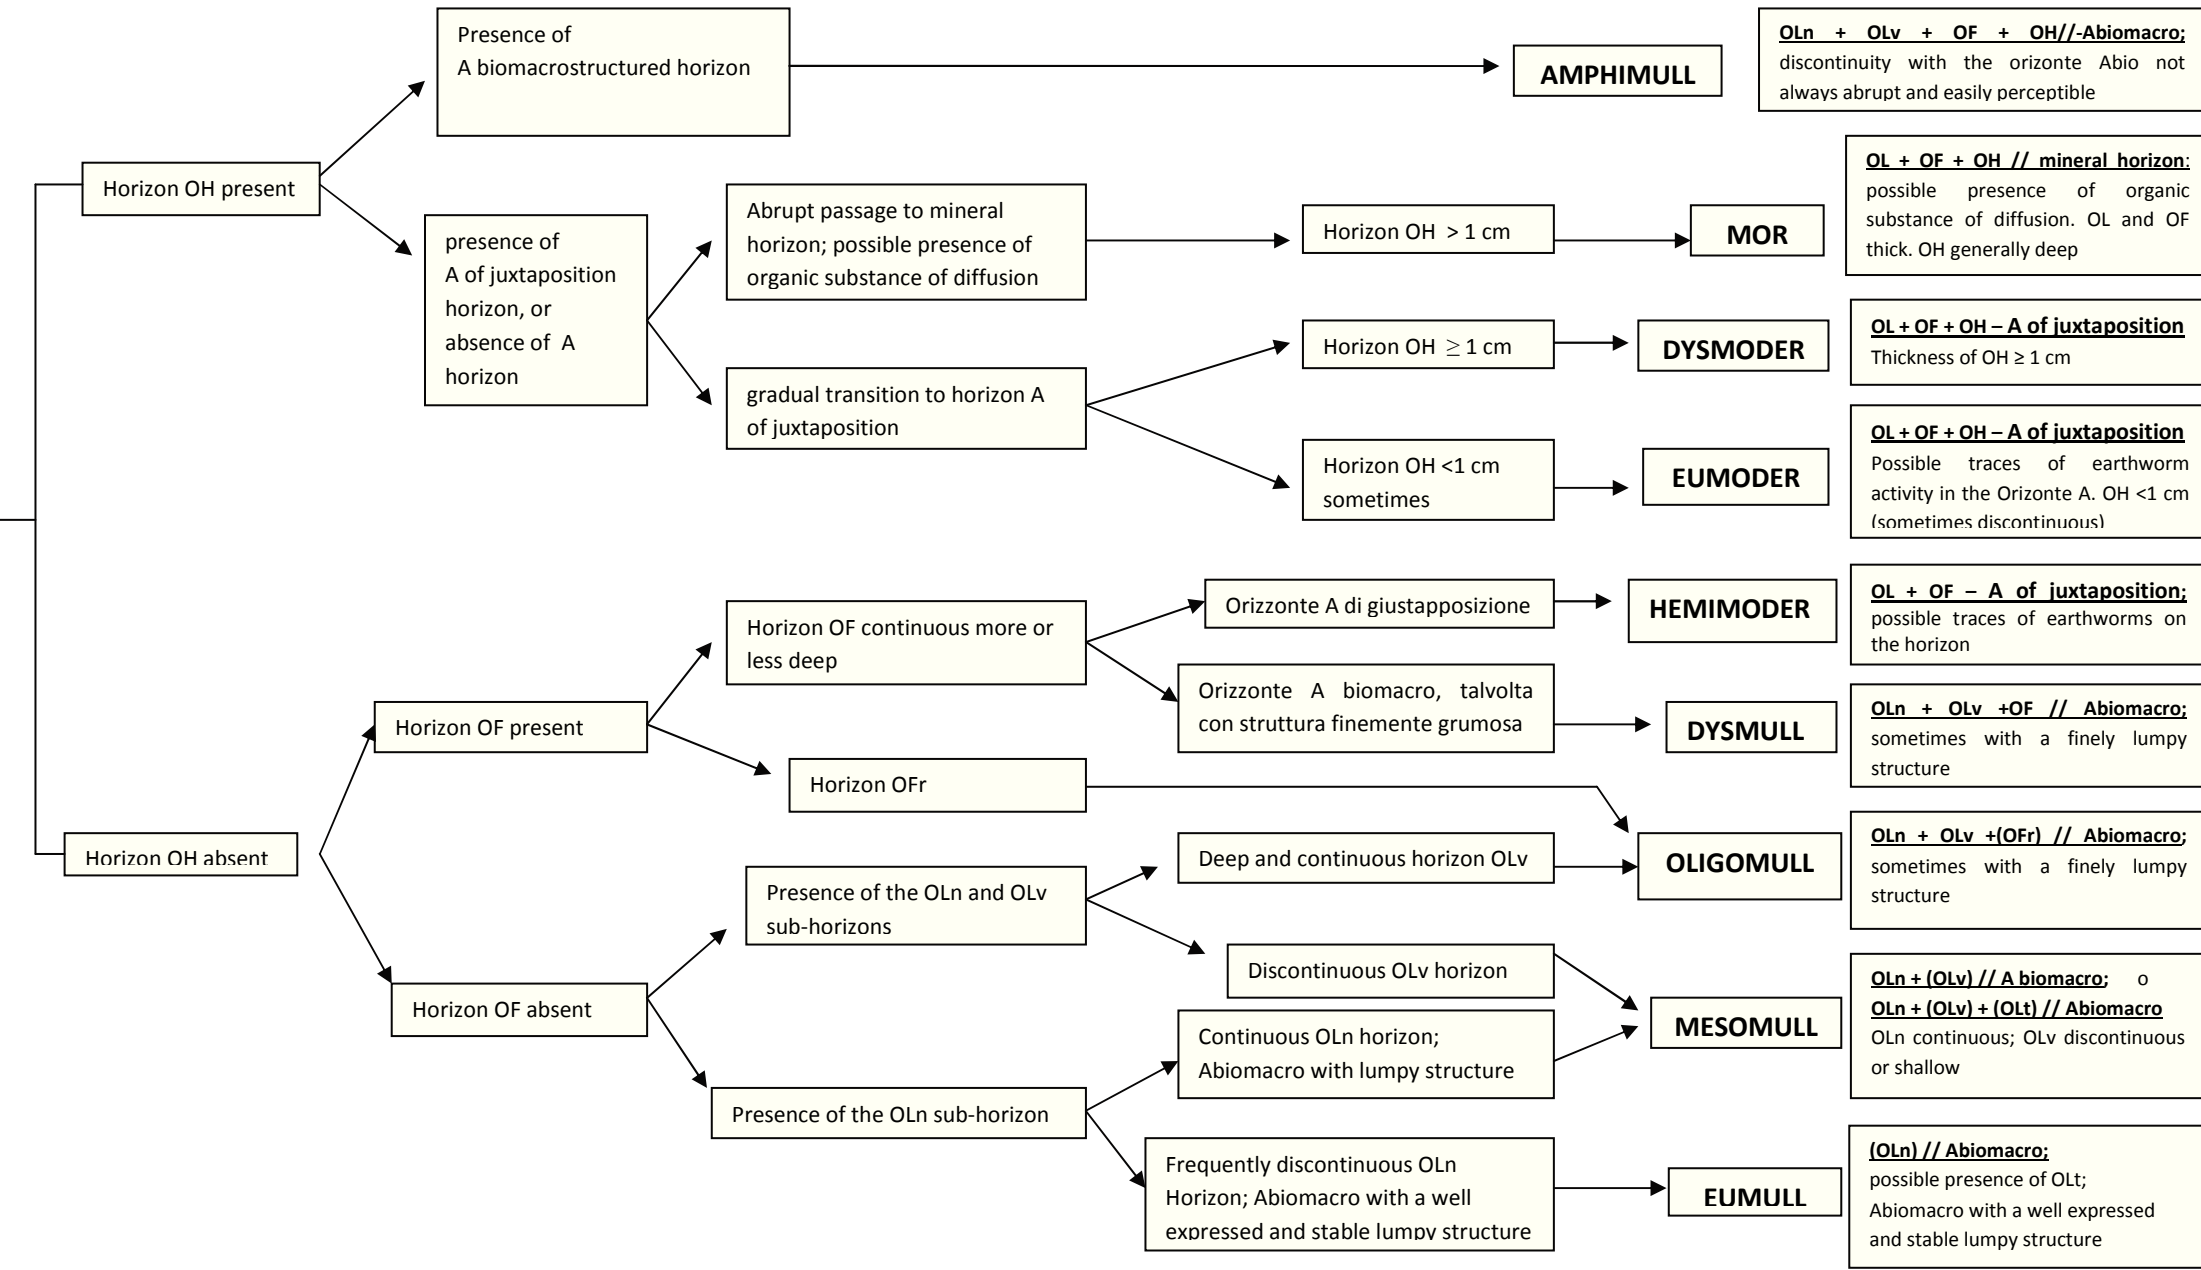 Presence of
A biomacrostructured horizon
AMPHIMULL
OLn + OLv + OF + OH//-Abiomacro;
discontinuity with the orizonte Abio not
always abrupt and easily perceptible
Horizon OH present
presence of
A of juxtaposition
horizon, or
absence of A
horizon
Abrupt passage to mineral
horizon; possible presence of
organic substance of diffusion
Horizon OH > 1 cm
MOR
OL + OF + OH // mineral horizon:
possible presence of organic
substance of diffusion. OL and OF
thick. OH generally deep
gradual transition to horizon A
of juxtaposition
Horizon OH ≥ 1 cm
DYSMODER
OL + OF + OH – A of juxtaposition
Thickness of OH ≥ 1 cm
Horizon OH <1 cm
sometimes
EUMODER
OL + OF + OH – A of juxtaposition
Possible traces of earthworm
activity in the Orizonte A. OH <1 cm
(sometimes discontinuous)
Horizon OH absent
Horizon OF present
Horizon OF continuous more or
less deep
Orizzonte A di giustapposizione
HEMIMODER
OL + OF – A of juxtaposition;
possible traces of earthworms on
the horizon
Orizzonte A biomacro, talvolta
con struttura finemente grumosa
DYSMULL
OLn + OLv +OF // Abiomacro;
sometimes with a finely lumpy
structure
Horizon OFr
Horizon OF absent
Presence of the OLn and OLv
sub-horizons
Deep and continuous horizon OLv
OLIGOMULL
OLn + OLv +(OFr) // Abiomacro;
sometimes with a finely lumpy
structure
Discontinuous OLv horizon
MESOMULL
OLn + (OLv) // A biomacro; o
OLn + (OLv) + (OLt) // Abiomacro
OLn continuous; OLv discontinuous
or shallow
Presence of the OLn sub-horizon
Continuous OLn horizon;
Abiomacro with lumpy structure
Frequently discontinuous OLn
Horizon; Abiomacro with a well
expressed and stable lumpy structure
EUMULL
(OLn) // Abiomacro;
possible presence of OLt;
Abiomacro with a well expressed
and stable lumpy structure